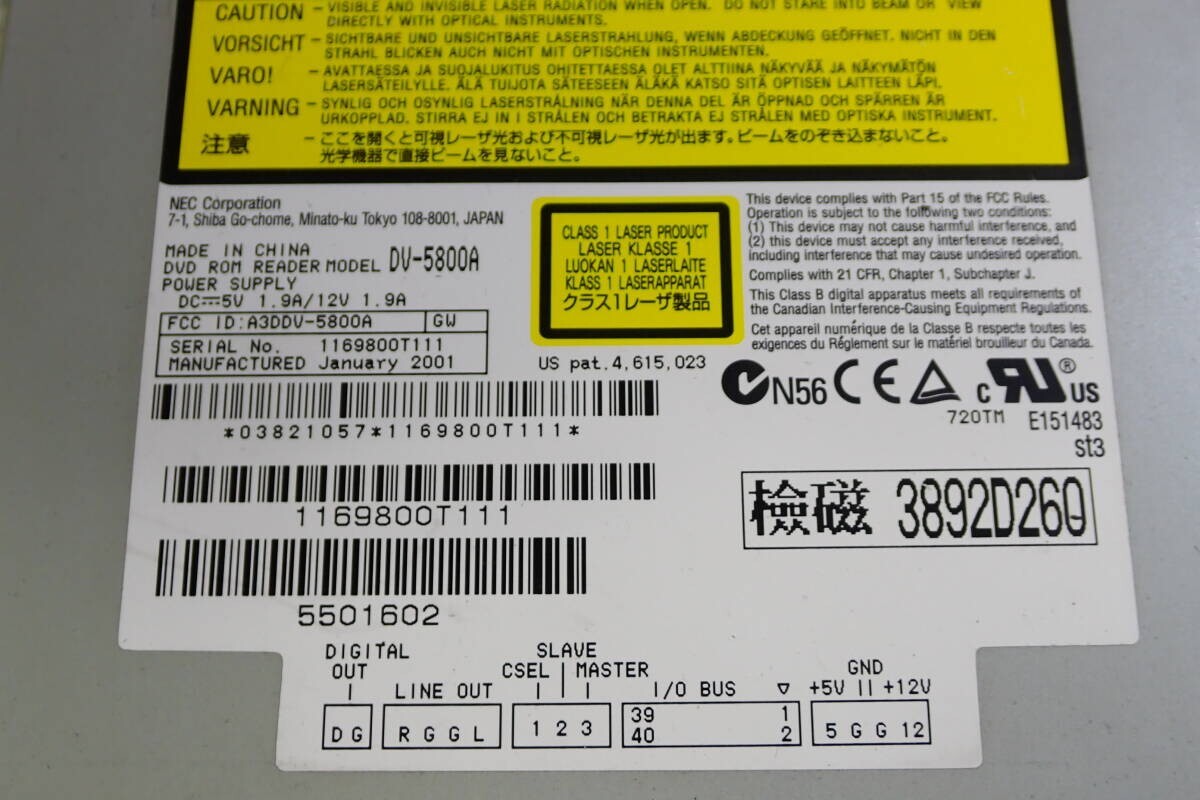 CAUTION - VISIBLE AND INVISIBLE LASER RADIATION WHEN OPEN. DO NOT STARE INTO BEAM OR VIEW
DIRECTLY WITH OPTICAL INSTRUMENTS.
VORSICHT - SICHTBARE UND UNSICHTBARE LASERSTRAHLUNG, WENN ABDECKUNG GEÖFFNET. NICHT IN DEN
STRAHL BLICKEN AUCH NICHT MIT OPTISCHEN INSTRUMENTEN.
VARO! - AVATTAESSA JA SUOJALUKITUS OHITETTAESSA OLET ALTTIINA NÄKYVÄÄ JA NÄKYMÄTÖN
LASERSÄTEILYLLE. ÄLÄ TUIJOTA SÄTEESEEN ÄLÄKÄ KATSO SITÄ OPTISEN LAITTEEN LÄPI.
VARNING - SYNLIG OCH OSYNLIG LASERSTRÅLNING NÄR DENNA DEL ÄR ÖPPNAD OCH SPÄRREN ÄR
URKOPPLAD. STIRRA EJ IN I STRÅLEN OCH BETRAKTA EJ STRÅLEN MED OPTISKA INSTRUMENT.
注意 - ここを開くと可視レーザ光および不可視レーザ光が出ます。ビームをのぞき込まないこと。
光学機器で直接ビームを見ないこと。
NEC Corporation
7-1, Shiba Go-chome, Minato-ku Tokyo 108-8001, JAPAN
MADE IN CHINA
DVD ROM READER MODEL DV-5800A
POWER SUPPLY
DC⎓5V 1.9A/12V 1.9A
FCC ID:A3DDV-5800A GW
SERIAL No. 1169800T111
MANUFACTURED January 2001
CLASS 1 LASER PRODUCT
LASER KLASSE 1
LUOKAN 1 LASERLAITE
KLASS 1 LASERAPPARAT
クラス1レーザ製品
US pat.4,615,023
This device complies with Part 15 of the FCC Rules.
Operation is subject to the following two conditions:
(1) This device may not cause harmful interference, and
(2) this device must accept any interference received,
including interference that may cause undesired operation.
Complies with 21 CFR, Chapter 1, Subchapter J.
This Class B digital apparatus meets all requirements of
the Canadian Interference-Causing Equipment Regulations.
Cet appareil numérique de la Classe B respecte toutes les
exigences du Réglement sur le matériel brouilleur du Canada.
N56 CE c RU ® US
720TM E151483
st3
*03821057*1169800T111*
1169800T111
檢磁 3892D260
5501602
DIGITAL
OUT
LINE OUT
SLAVE
CSEL MASTER
I/O BUS ▽
GND
+5V +12V
D G
R G G L
1 2 3
39 1
40 2
5 G G 12